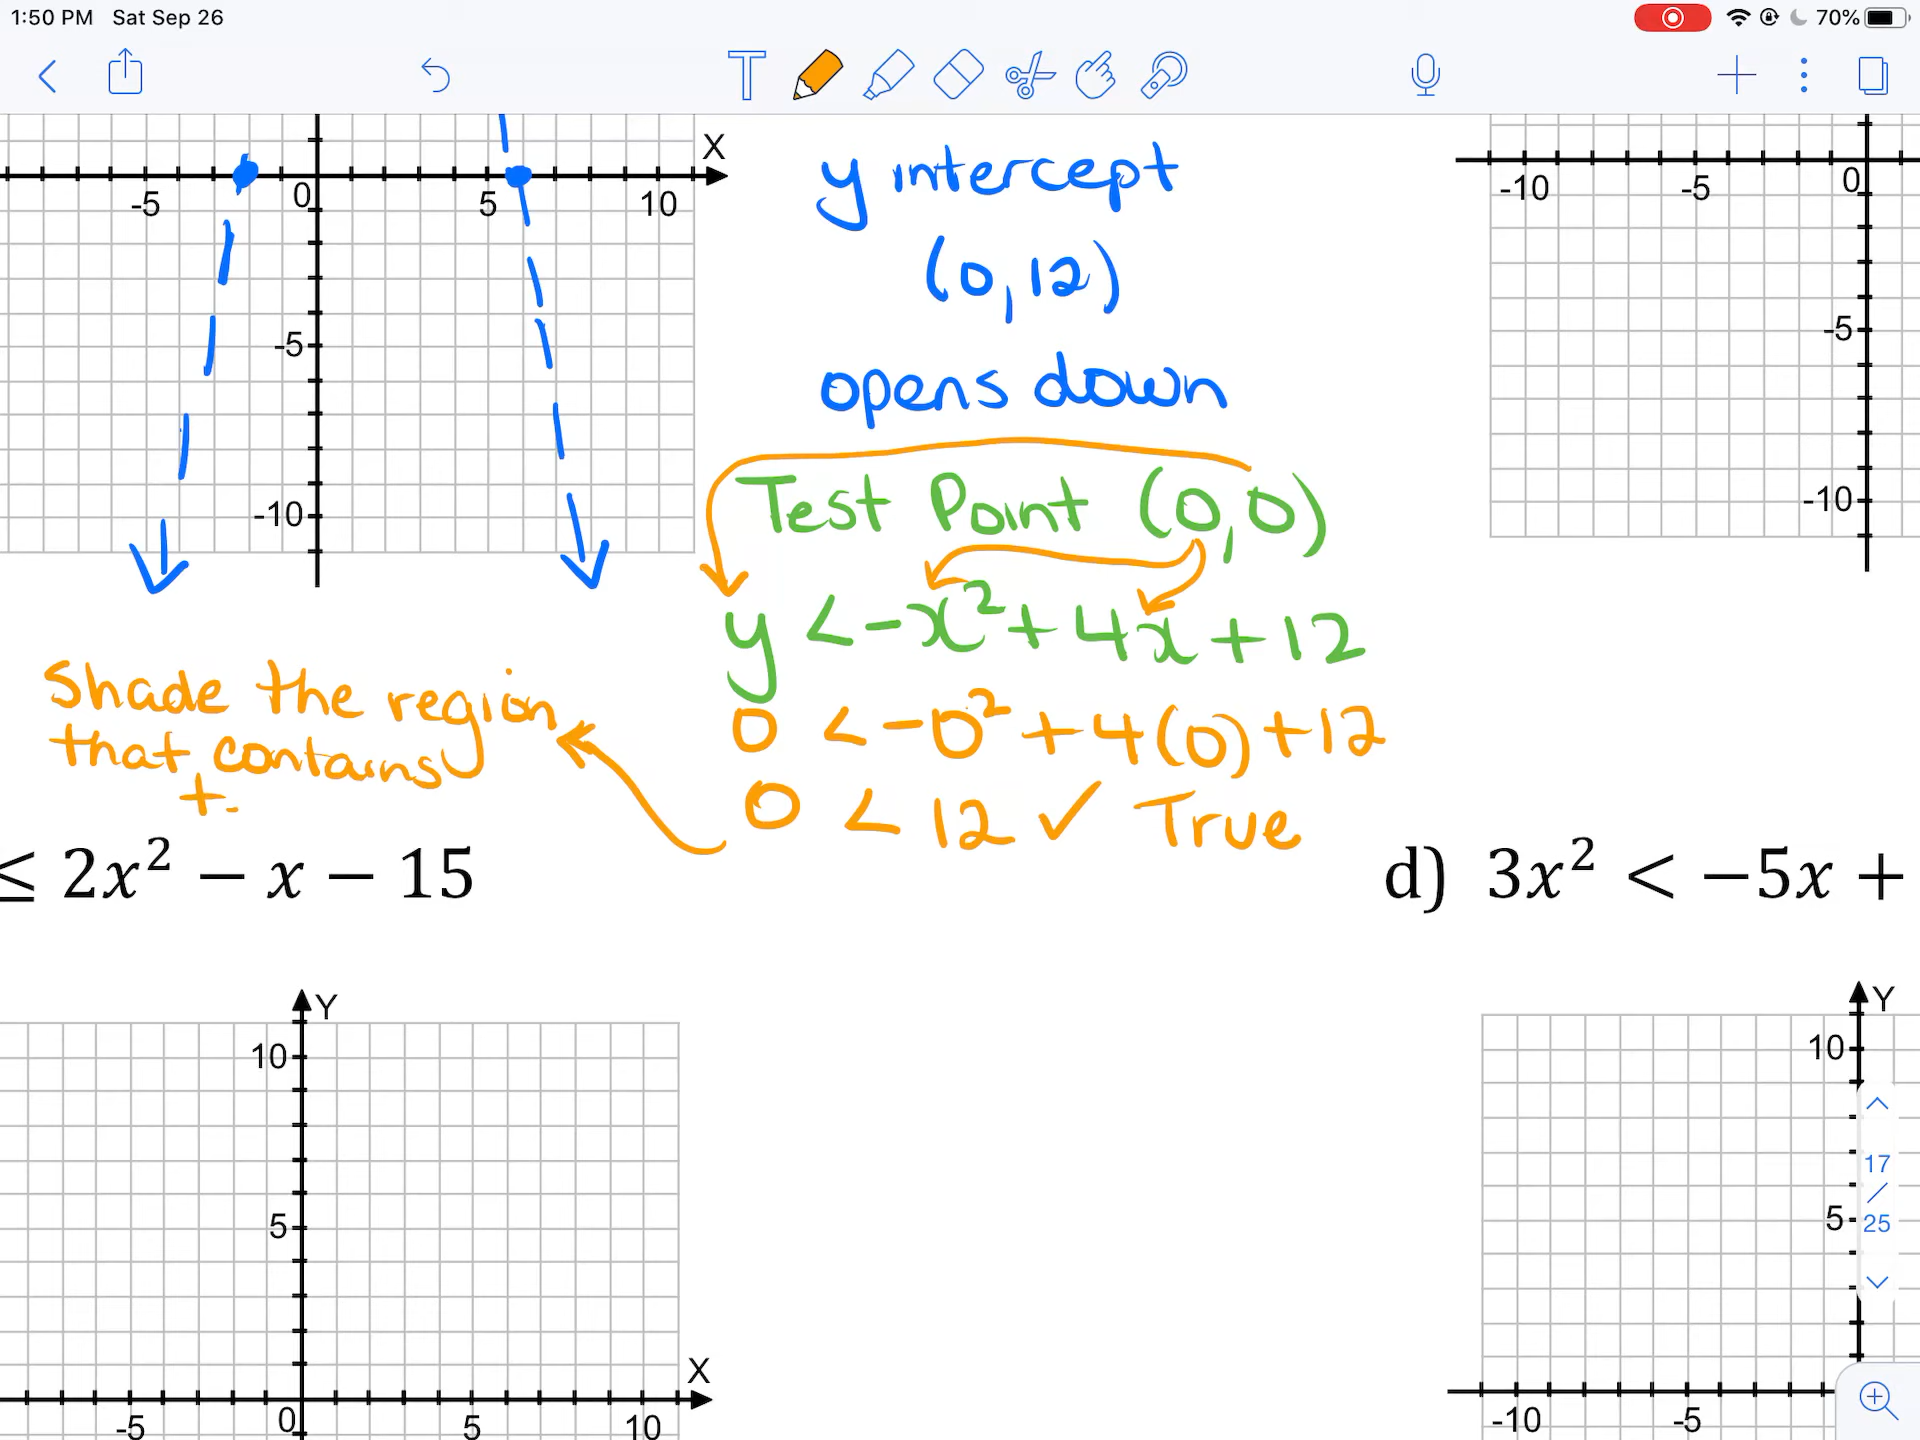 1:50 PM Sat Sep 26
70%
X
-5
0
5
10
-5
-10
y intercept
(0,12)
opens down
Test Point (0,0)
y < -x² + 4x + 12
0 < -0² + 4(0) + 12
0 < 12 ✓ True
Shade the region
that contains
t
-10
-5
0
-5
-10
≤ 2x² − x − 15
d) 3x² < −5x +
Y
10
5
X
-5
0
5
10
Y
10
5
-10
-5
17
/
25